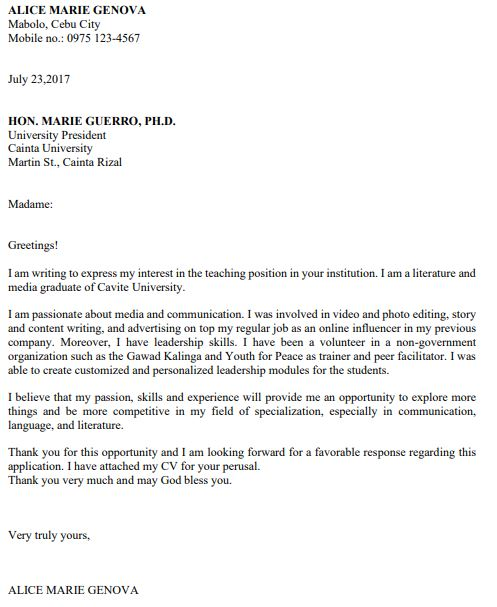 ALICE MARIE GENOVA
Mabolo, Cebu City
Mobile no.: 0975 123-4567
July 23,2017
HON. MARIE GUERRO, PH.D.
University President
Cainta University
Martin St., Cainta Rizal
Madame:
Greetings!
I am writing to express my interest in the teaching position in your institution. I am a literature and
media graduate of Cavite University.
I am passionate about media and communication. I was involved in video and photo editing, story
and content writing, and advertising on top my regular job as an online influencer in my previous
company. Moreover, I have leadership skills. I have been a volunteer in a non-government
organization such as the Gawad Kalinga and Youth for Peace as trainer and peer facilitator. I was
able to create customized and personalized leadership modules for the students.
I believe that my passion, skills and experience will provide me an opportunity to explore more
things and be more competitive in my field of specialization, especially in communication,
language, and literature.
Thank you for this opportunity and I am looking forward for a favorable response regarding this
application. I have attached my CV for your perusal.
Thank you very much and may God bless you.
Very truly yours,
ALICE MARIE GENOVA